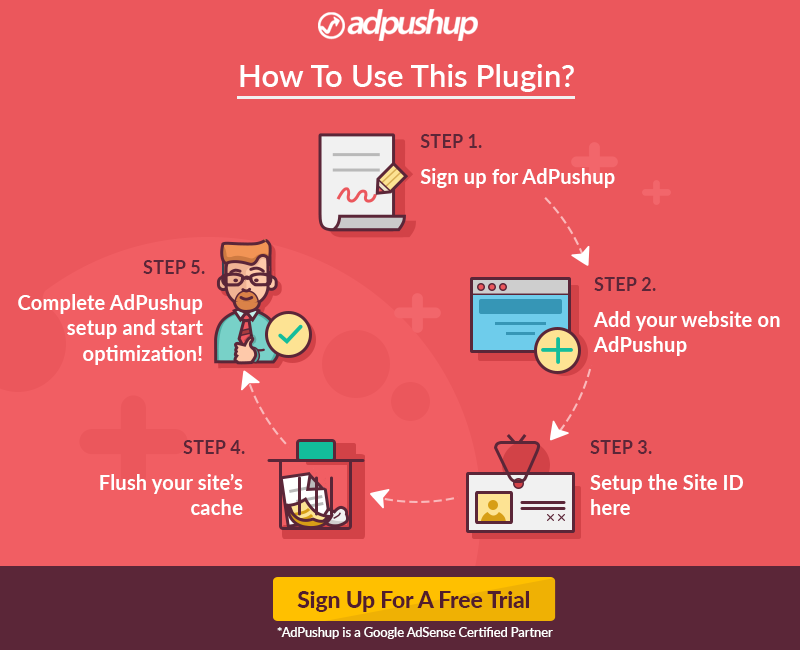 adpushup
How To Use This Plugin?
STEP 1.
Sign up for AdPushup
STEP 2.
Add your website on
AdPushup
STEP 3.
Setup the Site ID
here
STEP 4.
Flush your site's
cache
STEP 5.
Complete AdPushup
setup and start
optimization!
Sign Up For A Free Trial
*AdPushup is a Google AdSense Certified Partner